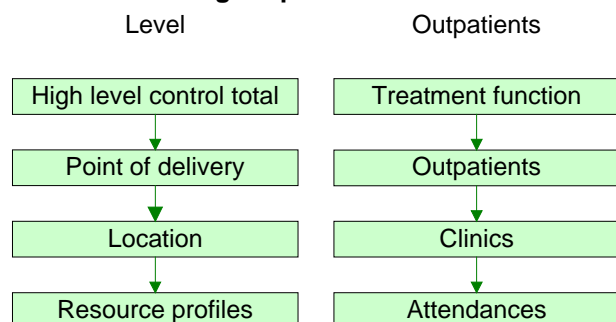 Level Outpatients
High level control total Treatment function
Point of delivery Outpatients
Location Clinics
Resource profiles Attendances